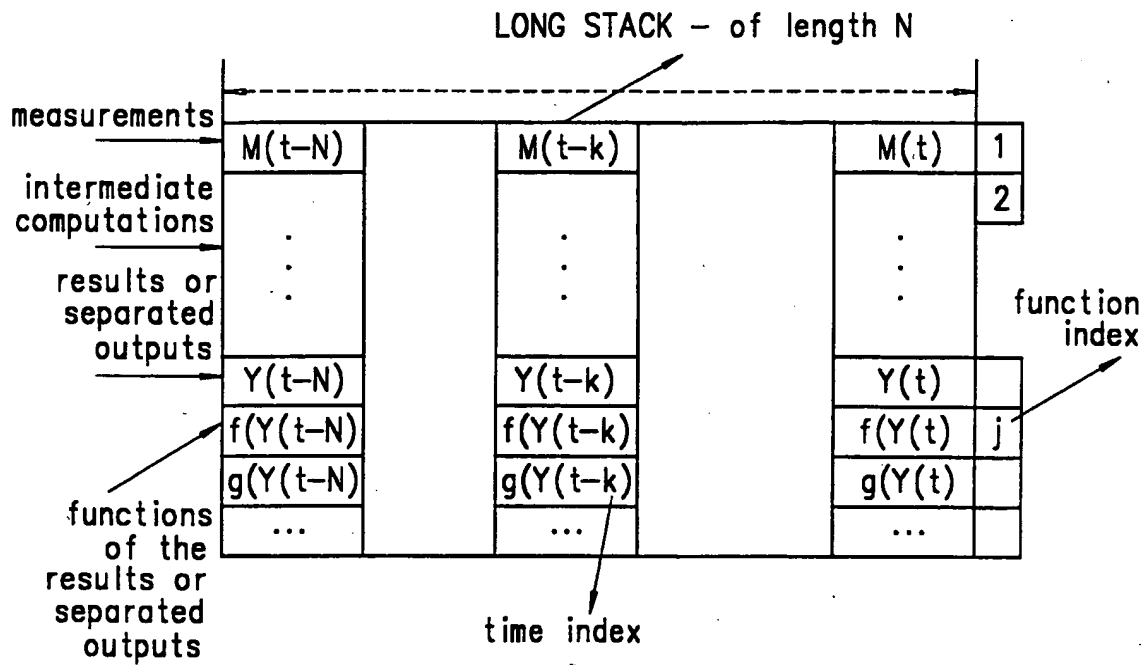 LONG STACK - of length N
measurements
M(t-N) M(t-k) M(t) 1
2
intermediate
computations
results or
separated
outputs
function
index
Y(t-N) Y(t-k) Y(t)
f(Y(t-N) f(Y(t-k) f(Y(t) j
g(Y(t-N) g(Y(t-k) g(Y(t)
... ... ...
functions
of the
results or
separated
outputs
time index